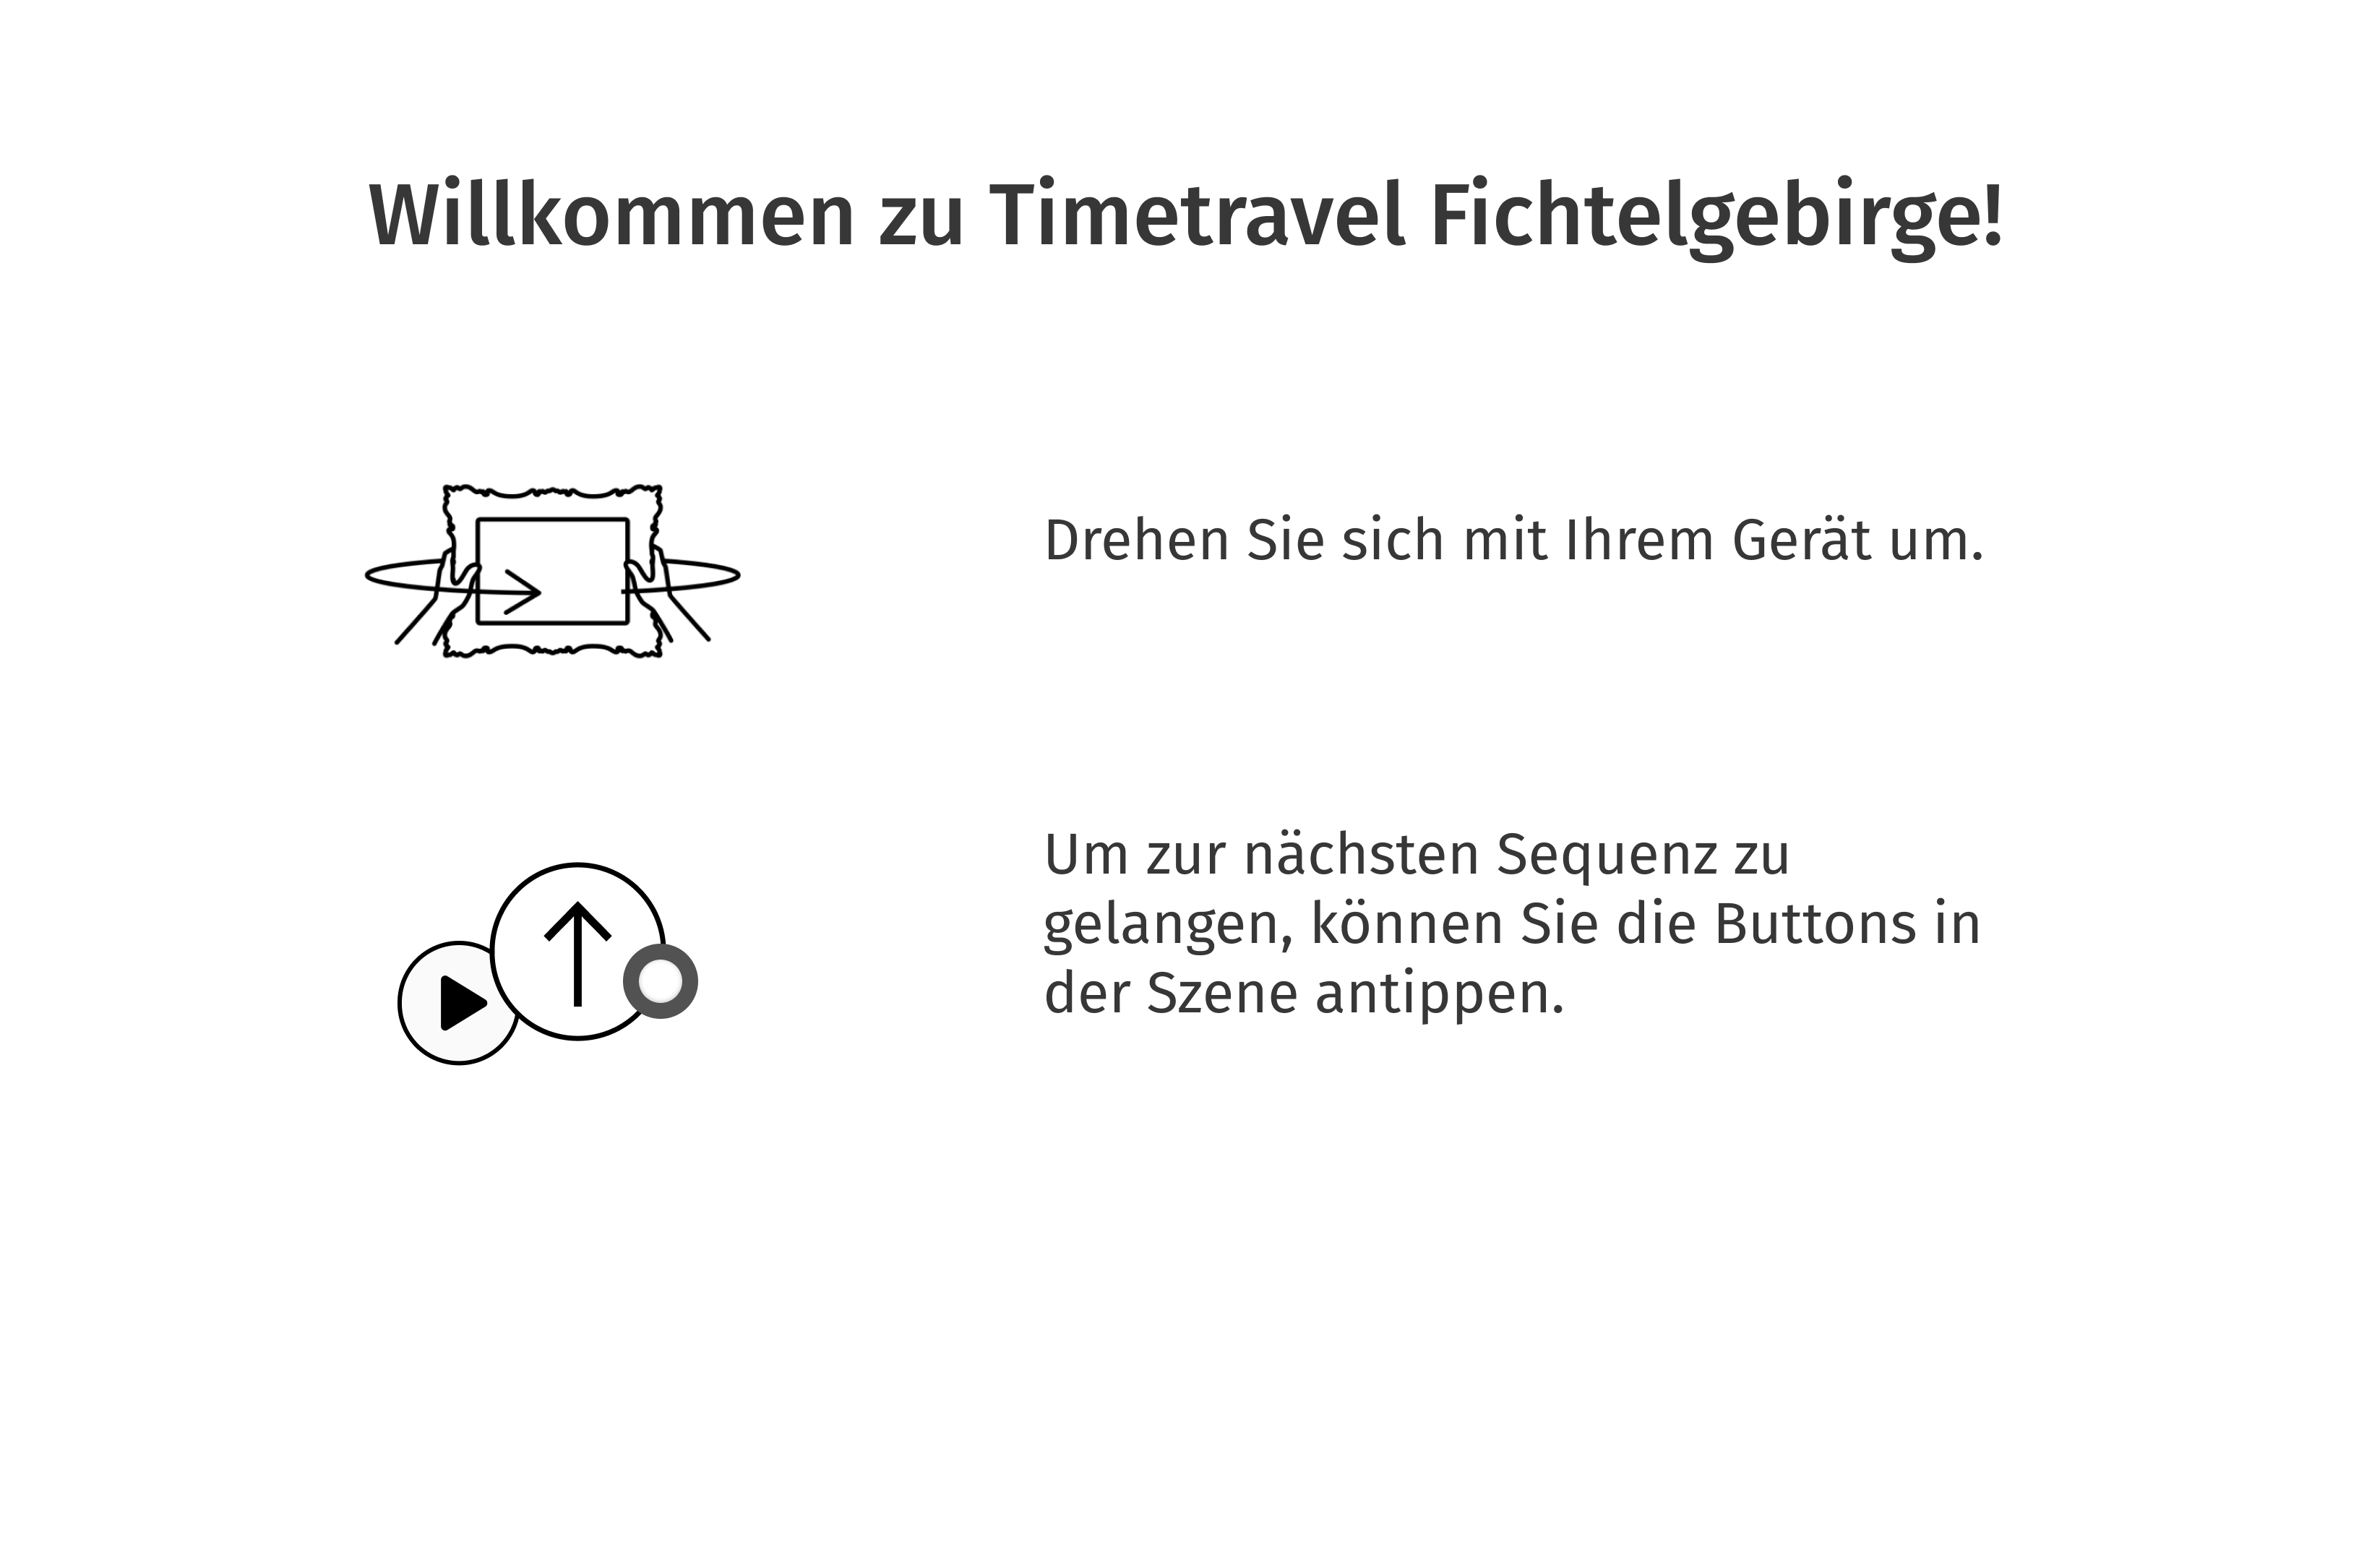 Willkommen zu Timetravel Fichtelgebirge!
Drehen Sie sich mit Ihrem Gerät um.
Um zur nächsten Sequenz zu
gelangen, können Sie die Buttons in
der Szene antippen.